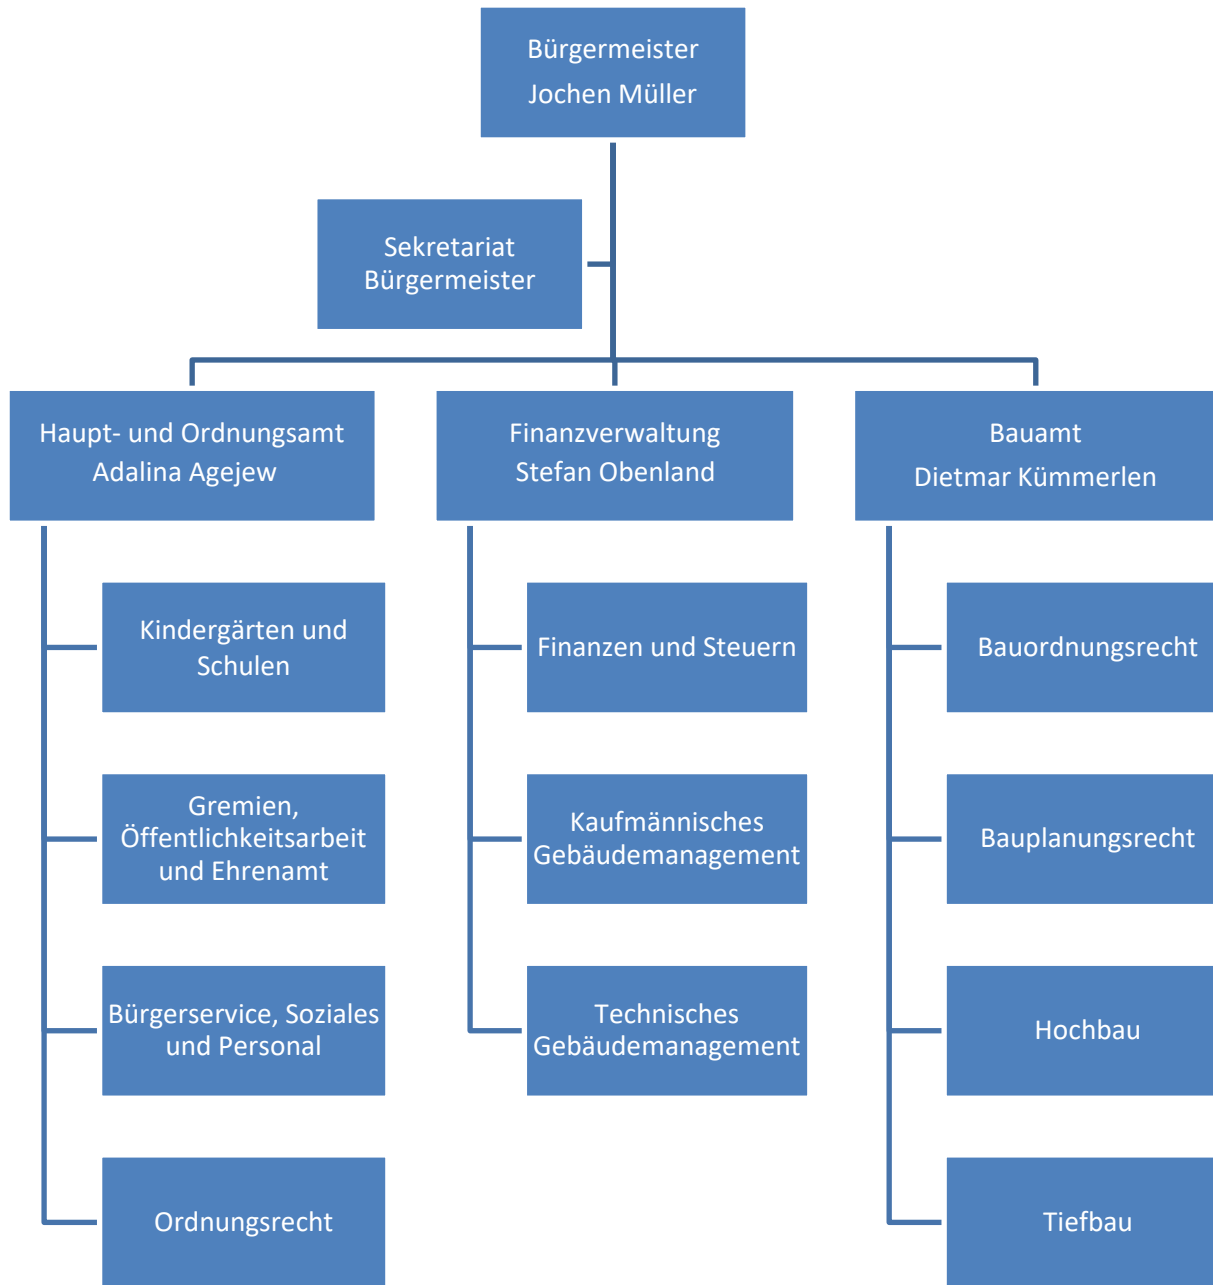 Bürgermeister
Jochen Müller
Sekretariat
Bürgermeister
Haupt- und Ordnungsamt
Adalina Agejew
Finanzverwaltung
Stefan Obenland
Bauamt
Dietmar Kümmerlen
Kindergärten und
Schulen
Finanzen und Steuern
Bauordnungsrecht
Gremien,
Öffentlichkeitsarbeit
und Ehrenamt
Kaufmännisches
Gebäudemanagement
Bauplanungsrecht
Bürgerservice, Soziales
und Personal
Technisches
Gebäudemanagement
Hochbau
Ordnungsrecht
Tiefbau